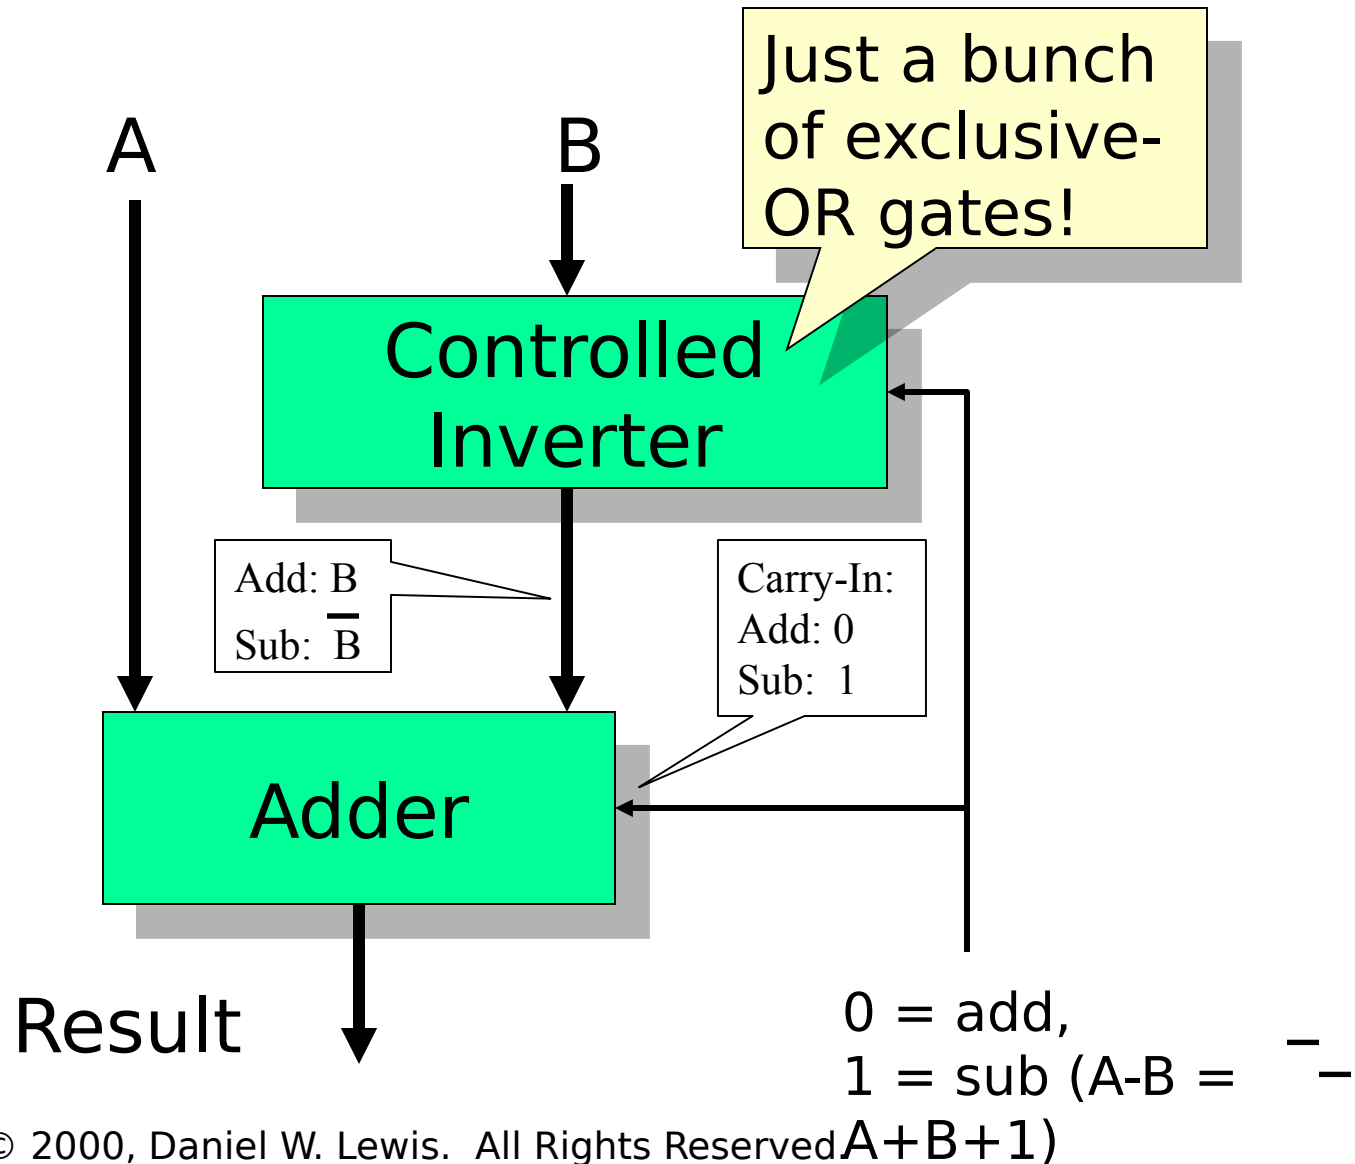 Just a bunch
of exclusive-
OR gates!
A
B
Controlled
Inverter
Add: B
Sub: B̅
Carry-In:
Add: 0
Sub: 1
Adder
Result
0 = add,
1 = sub (A-B =
A+B+1)
© 2000, Daniel W. Lewis. All Rights Reserved.